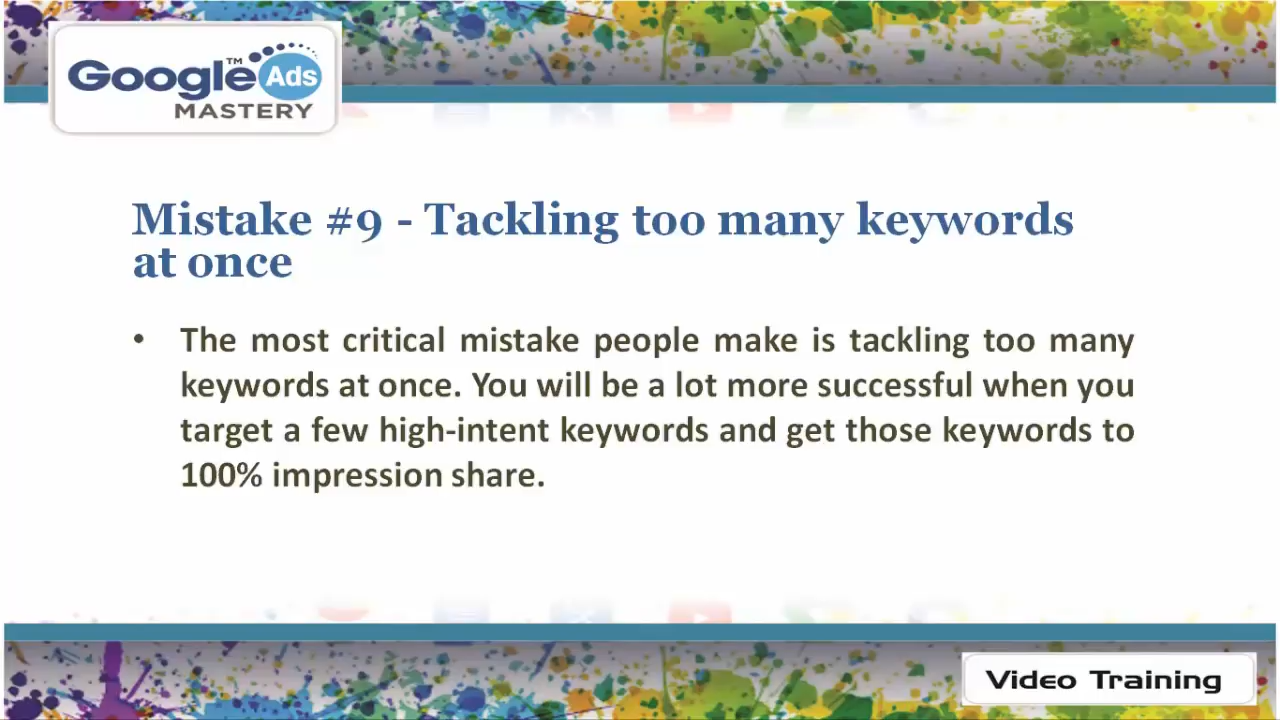 Google™ Ads
MASTERY
Mistake #9 - Tackling too many keywords
at once
• The most critical mistake people make is tackling too many
keywords at once. You will be a lot more successful when you
target a few high-intent keywords and get those keywords to
100% impression share.
Video Training